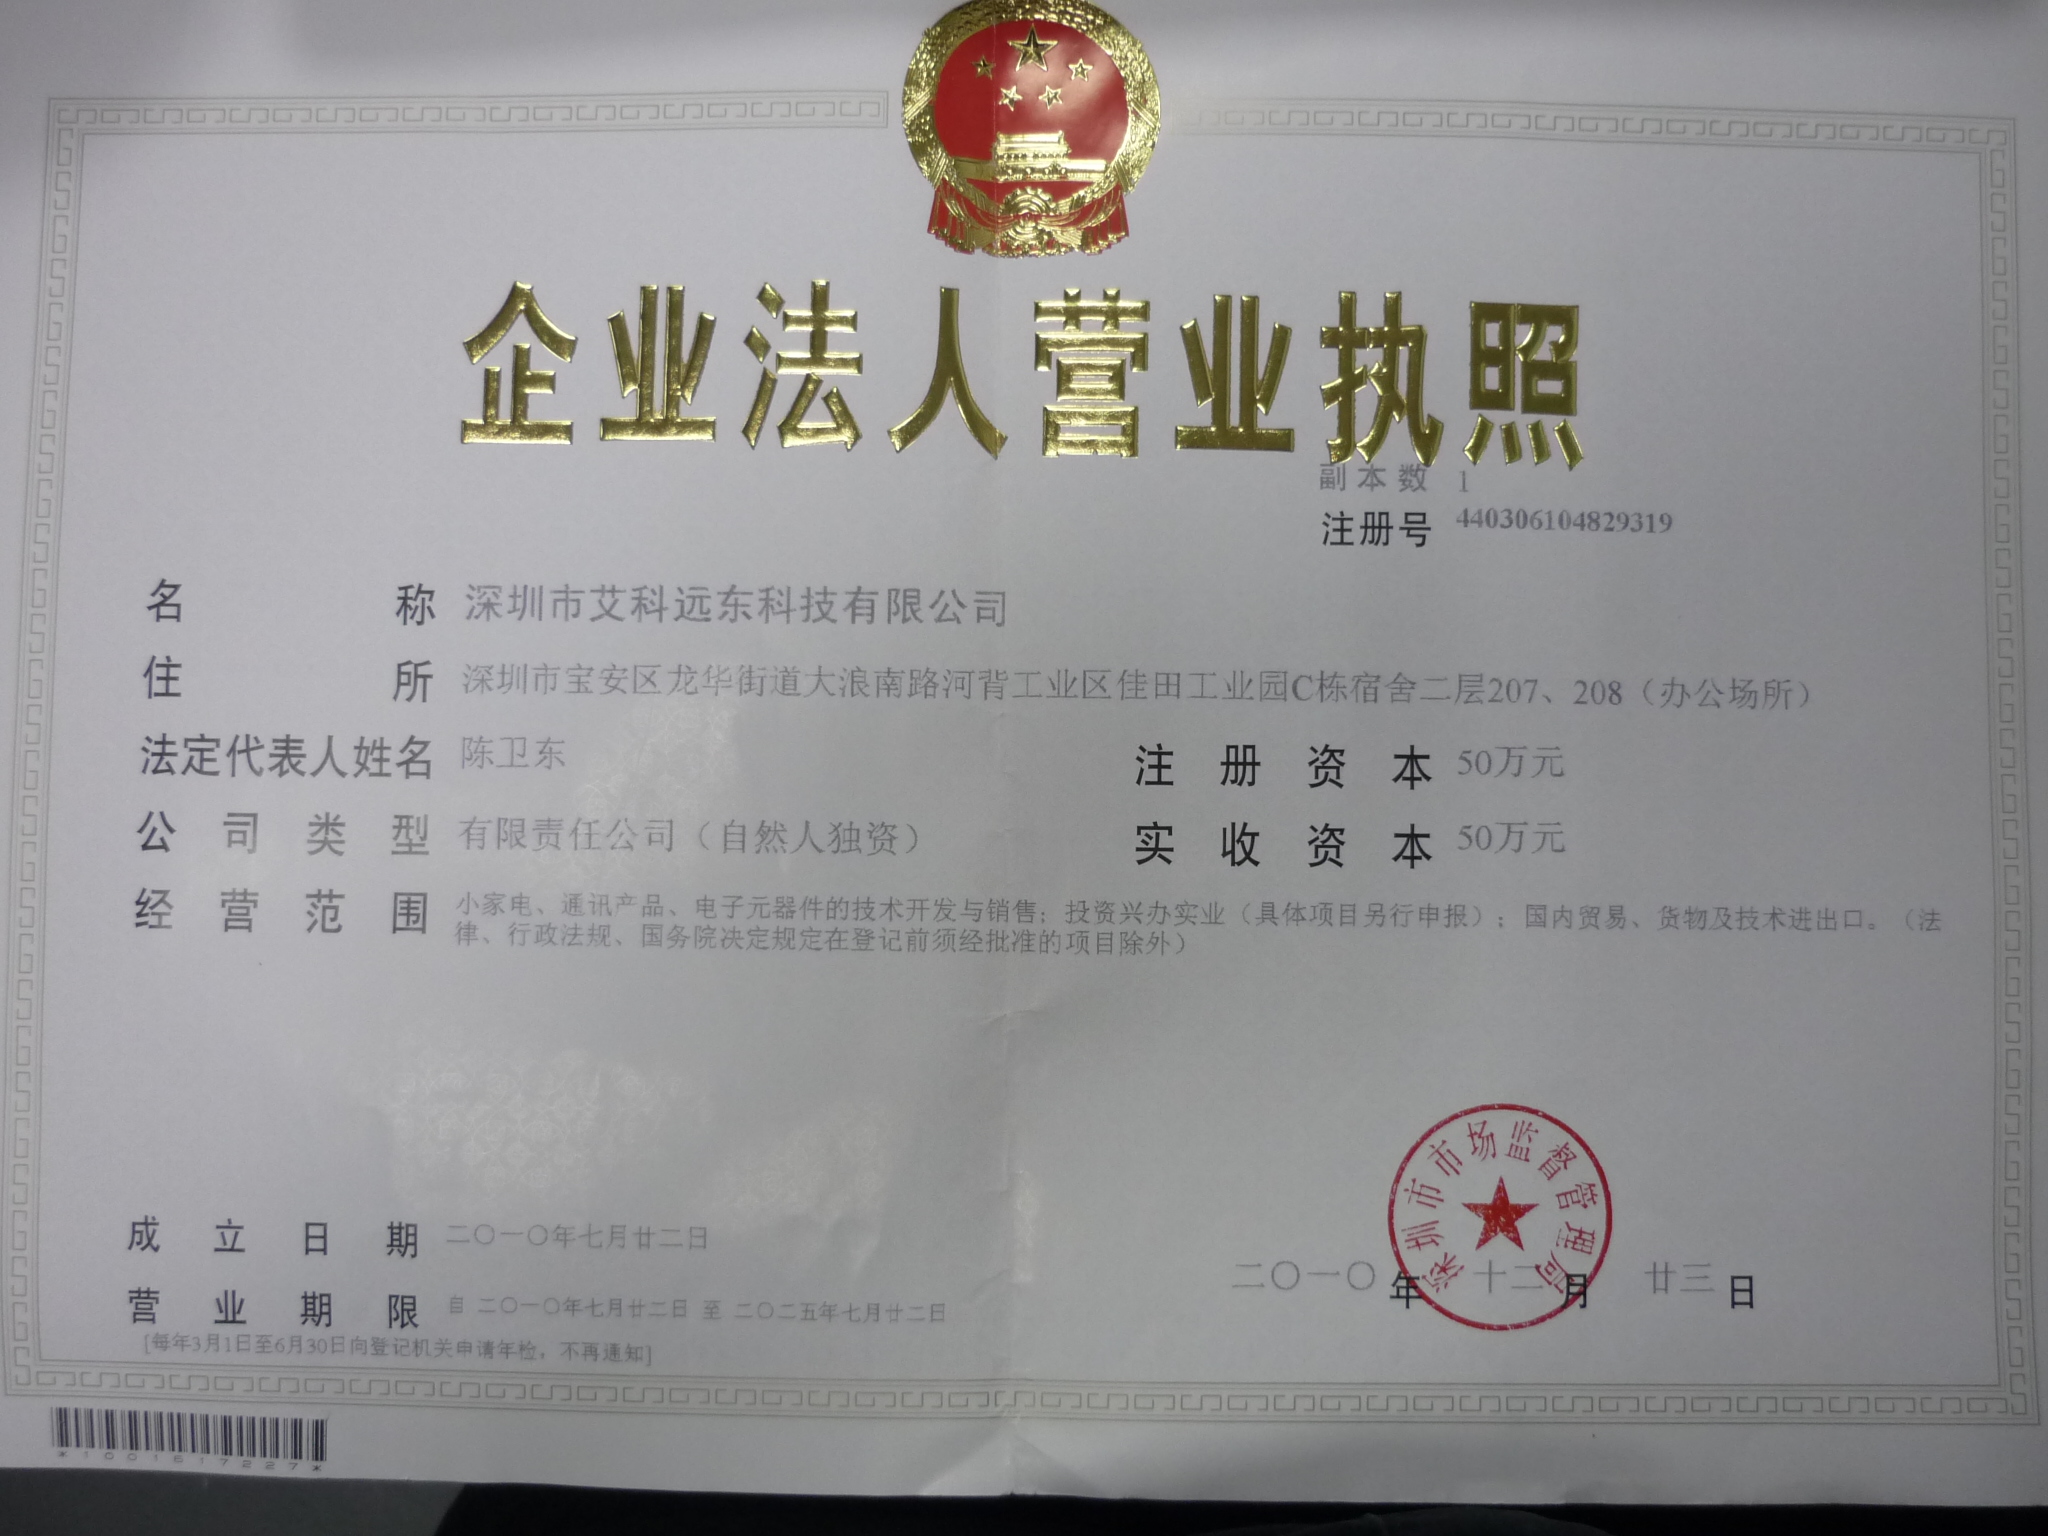 企业法人营业执照
副本数 1
注册号 440306104829319
名称 深圳市艾科远东科技有限公司
住所 深圳市宝安区龙华街道大浪南路河背工业区佳田工业园C栋宿舍二层207、208（办公场所）
法定代表人姓名 陈卫东 注册资本 50万元
公司类型 有限责任公司（自然人独资） 实收资本 50万元
经营范围 小家电、通讯产品、电子元器件的技术开发与销售；投资兴办实业（具体项目另行申报）；国内贸易、货物及技术进出口。（法
律、行政法规、国务院决定规定在登记前须经批准的项目除外）
深圳市市场监督管理局
成立日期 二〇一〇年七月廿二日
二〇一〇年十二月廿三日
营业期限 自 二〇一〇年七月廿二日 至 二〇二五年七月廿二日
[每年3月1日至6月30日向登记机关申请年检，不再通知]
*1001617227*